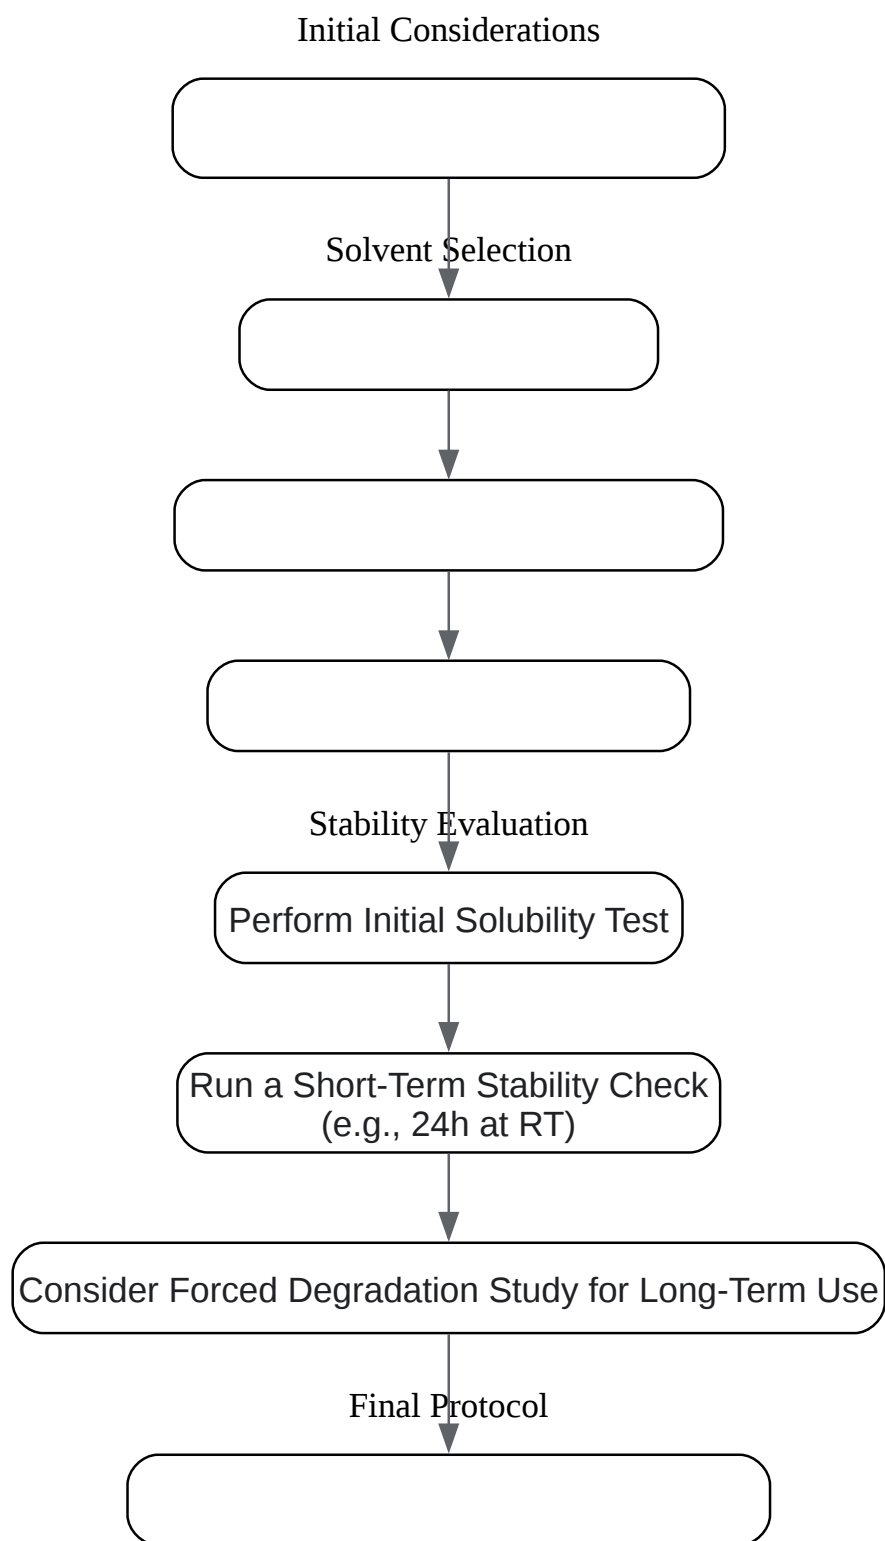 Initial Considerations
Solvent Selection
Stability Evaluation
Perform Initial Solubility Test
Run a Short-Term Stability Check
(e.g., 24h at RT)
Consider Forced Degradation Study for Long-Term Use
Final Protocol